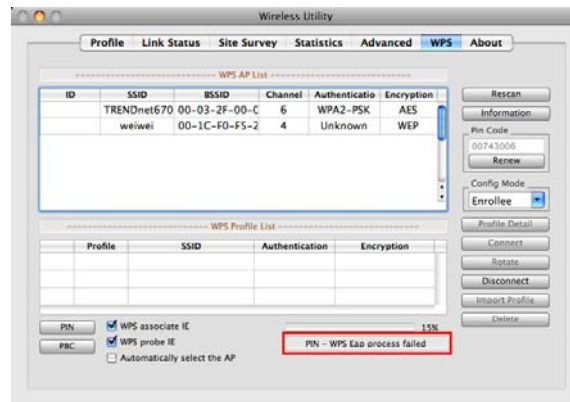 Wireless Utility
Profile Link Status Site Survey Statistics Advanced WPS About
WPS AP List
ID SSID BSSID Channel Authenticatio Encryption
TRENDnet670 00-03-2F-00-C 6 WPA2-PSK AES
weiwei 00-1C-F0-F5-2 4 Unknown WEP
Rescan
Information
Pin Code
00743006
Renew
Config Mode
Enrollee
WPS Profile List
Profile SSID Authentication Encryption
Profile Detail
Connect
Rotate
Disconnect
Import Profile
Delete
PIN WPS associate IE 15%
PBC WPS probe IE PIN - WPS Eap process failed
Automatically select the AP